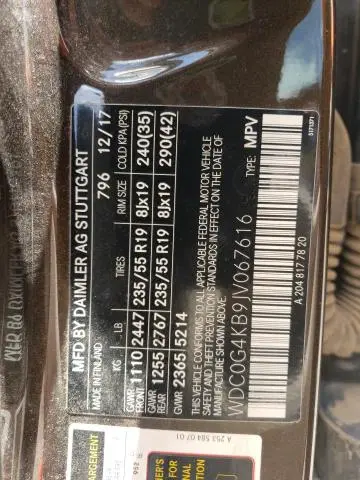 MFD BY DAIMLER AG STUTTGART
MADE IN FINLAND 796 12/17
KG LB TIRES RIM SIZE COLD KPA(PSI)
GAWR FRONT 1110 2447 235/55 R19 8Jx19 240(35)
GAWR REAR 1255 2767 235/55 R19 8Jx19 290(42)
GVWR 2365 5214
THIS VEHICLE CONFORMS TO ALL APPLICABLE FEDERAL MOTOR VEHICLE
SAFETY AND THEFT PREVENTION STANDARDS IN EFFECT ON THE DATE OF
MANUFACTURE SHOWN ABOVE.
WDC0G4KB9JV067616 TYPE: MPV
A 204 817 78 20
5171371
A 253 584 07 01